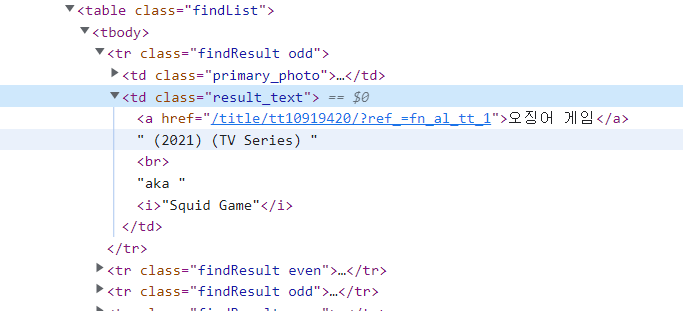 <table class="findList">
<tbody>
<tr class="findResult odd">
<td class="primary_photo">…</td>
<td class="result_text"> == $0
<a href="/title/tt10919420/?ref_=fn_al_tt_1">오징어 게임</a>
" (2021) (TV Series) "
<br>
"aka "
<i>"Squid Game"</i>
</td>
</tr>
<tr class="findResult even">…</tr>
<tr class="findResult odd">…</tr>